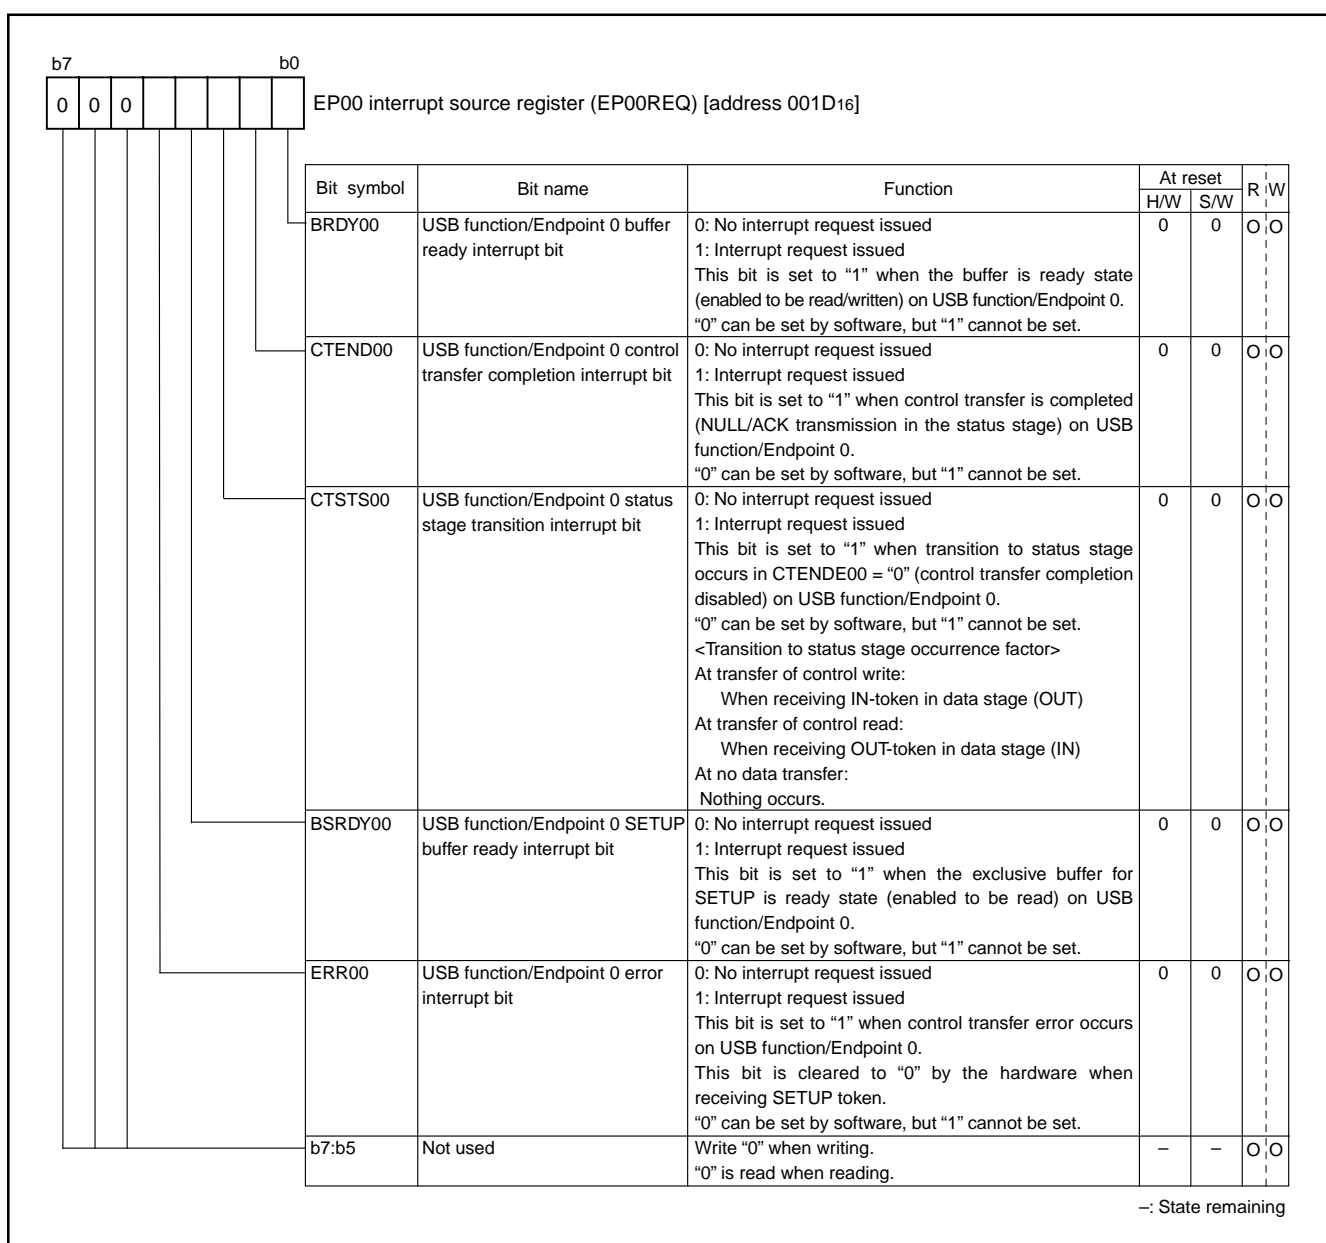 b7 b0
0 0 0
EP00 interrupt source register (EP00REQ) [address 001D16]
Bit symbol Bit name Function At reset R W
H/W S/W
BRDY00 USB function/Endpoint 0 buffer 0: No interrupt request issued 0 0 O O
ready interrupt bit 1: Interrupt request issued
This bit is set to “1” when the buffer is ready state
(enabled to be read/written) on USB function/Endpoint 0.
“0” can be set by software, but “1” cannot be set.
CTEND00 USB function/Endpoint 0 control 0: No interrupt request issued 0 0 O O
transfer completion interrupt bit 1: Interrupt request issued
This bit is set to “1” when control transfer is completed
(NULL/ACK transmission in the status stage) on USB
function/Endpoint 0.
“0” can be set by software, but “1” cannot be set.
CTSTS00 USB function/Endpoint 0 status 0: No interrupt request issued 0 0 O O
stage transition interrupt bit 1: Interrupt request issued
This bit is set to “1” when transition to status stage
occurs in CTENDE00 = “0” (control transfer completion
disabled) on USB function/Endpoint 0.
“0” can be set by software, but “1” cannot be set.
<Transition to status stage occurrence factor>
At transfer of control write:
When receiving IN-token in data stage (OUT)
At transfer of control read:
When receiving OUT-token in data stage (IN)
At no data transfer:
Nothing occurs.
BSRDY00 USB function/Endpoint 0 SETUP 0: No interrupt request issued 0 0 O O
buffer ready interrupt bit 1: Interrupt request issued
This bit is set to “1” when the exclusive buffer for
SETUP is ready state (enabled to be read) on USB
function/Endpoint 0.
“0” can be set by software, but “1” cannot be set.
ERR00 USB function/Endpoint 0 error 0: No interrupt request issued 0 0 O O
interrupt bit 1: Interrupt request issued
This bit is set to “1” when control transfer error occurs
on USB function/Endpoint 0.
This bit is cleared to “0” by the hardware when
receiving SETUP token.
“0” can be set by software, but “1” cannot be set.
b7:b5 Not used Write “0” when writing. – – O O
“0” is read when reading.
–: State remaining